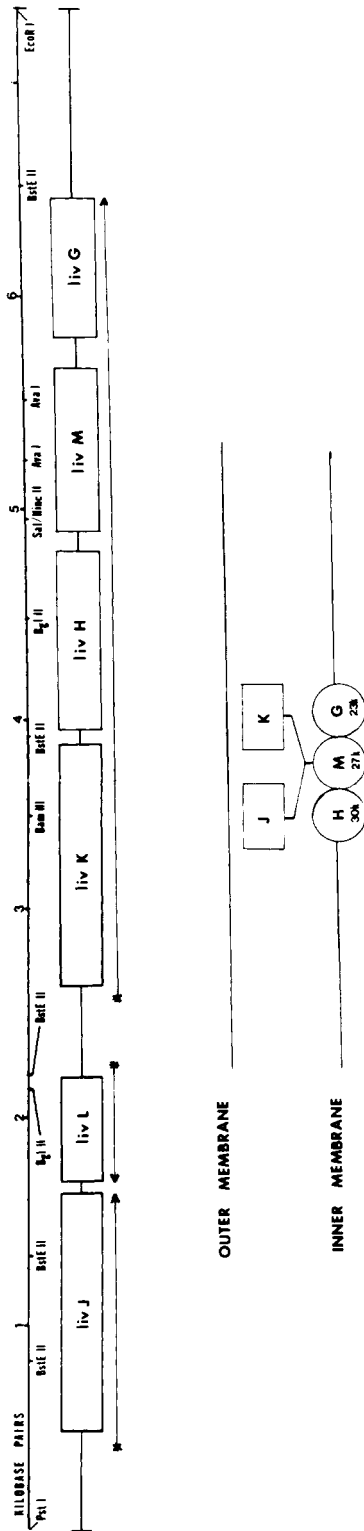 KILOBASE PAIRS 1 2 3 4 5 6
Pst I BstE II BstE II Bgl II BstE II Bam HI BstE II Bgl II Sal/Hinc II Ava I Ava I BstE II EcoR I
liv J liv L liv K liv H liv M liv G
OUTER MEMBRANE
J K
INNER MEMBRANE H M G
30k 27k 23k